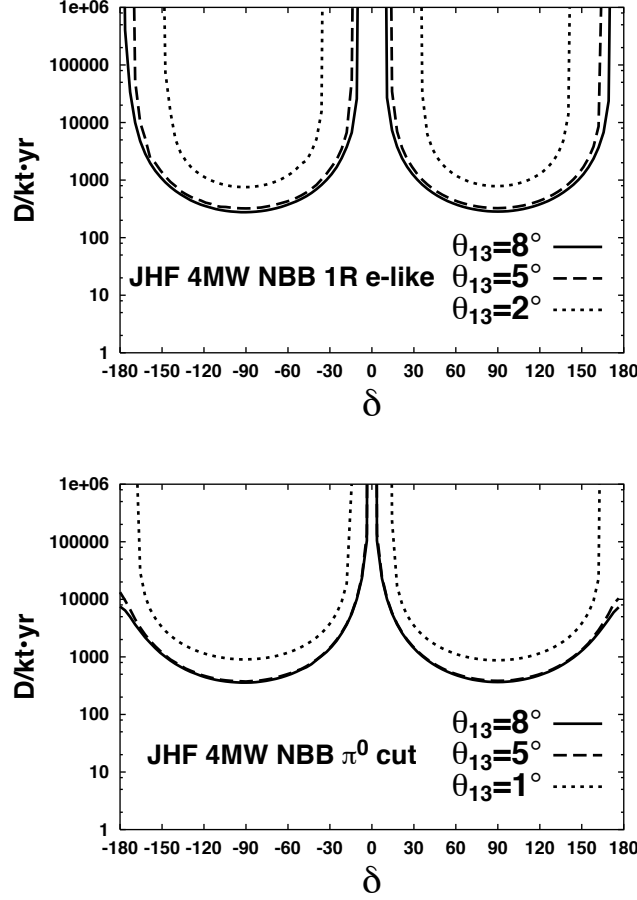 1e+06
100000
10000
1000
100
10
1
D/kt·yr
θ13=8°
JHF 4MW NBB 1R e-like
θ13=5°
θ13=2°
-180 -150 -120 -90 -60 -30 0 30 60 90 120 150 180
δ
1e+06
100000
10000
1000
100
10
1
D/kt·yr
θ13=8°
JHF 4MW NBB π0 cut
θ13=5°
θ13=1°
-180 -150 -120 -90 -60 -30 0 30 60 90 120 150 180
δ